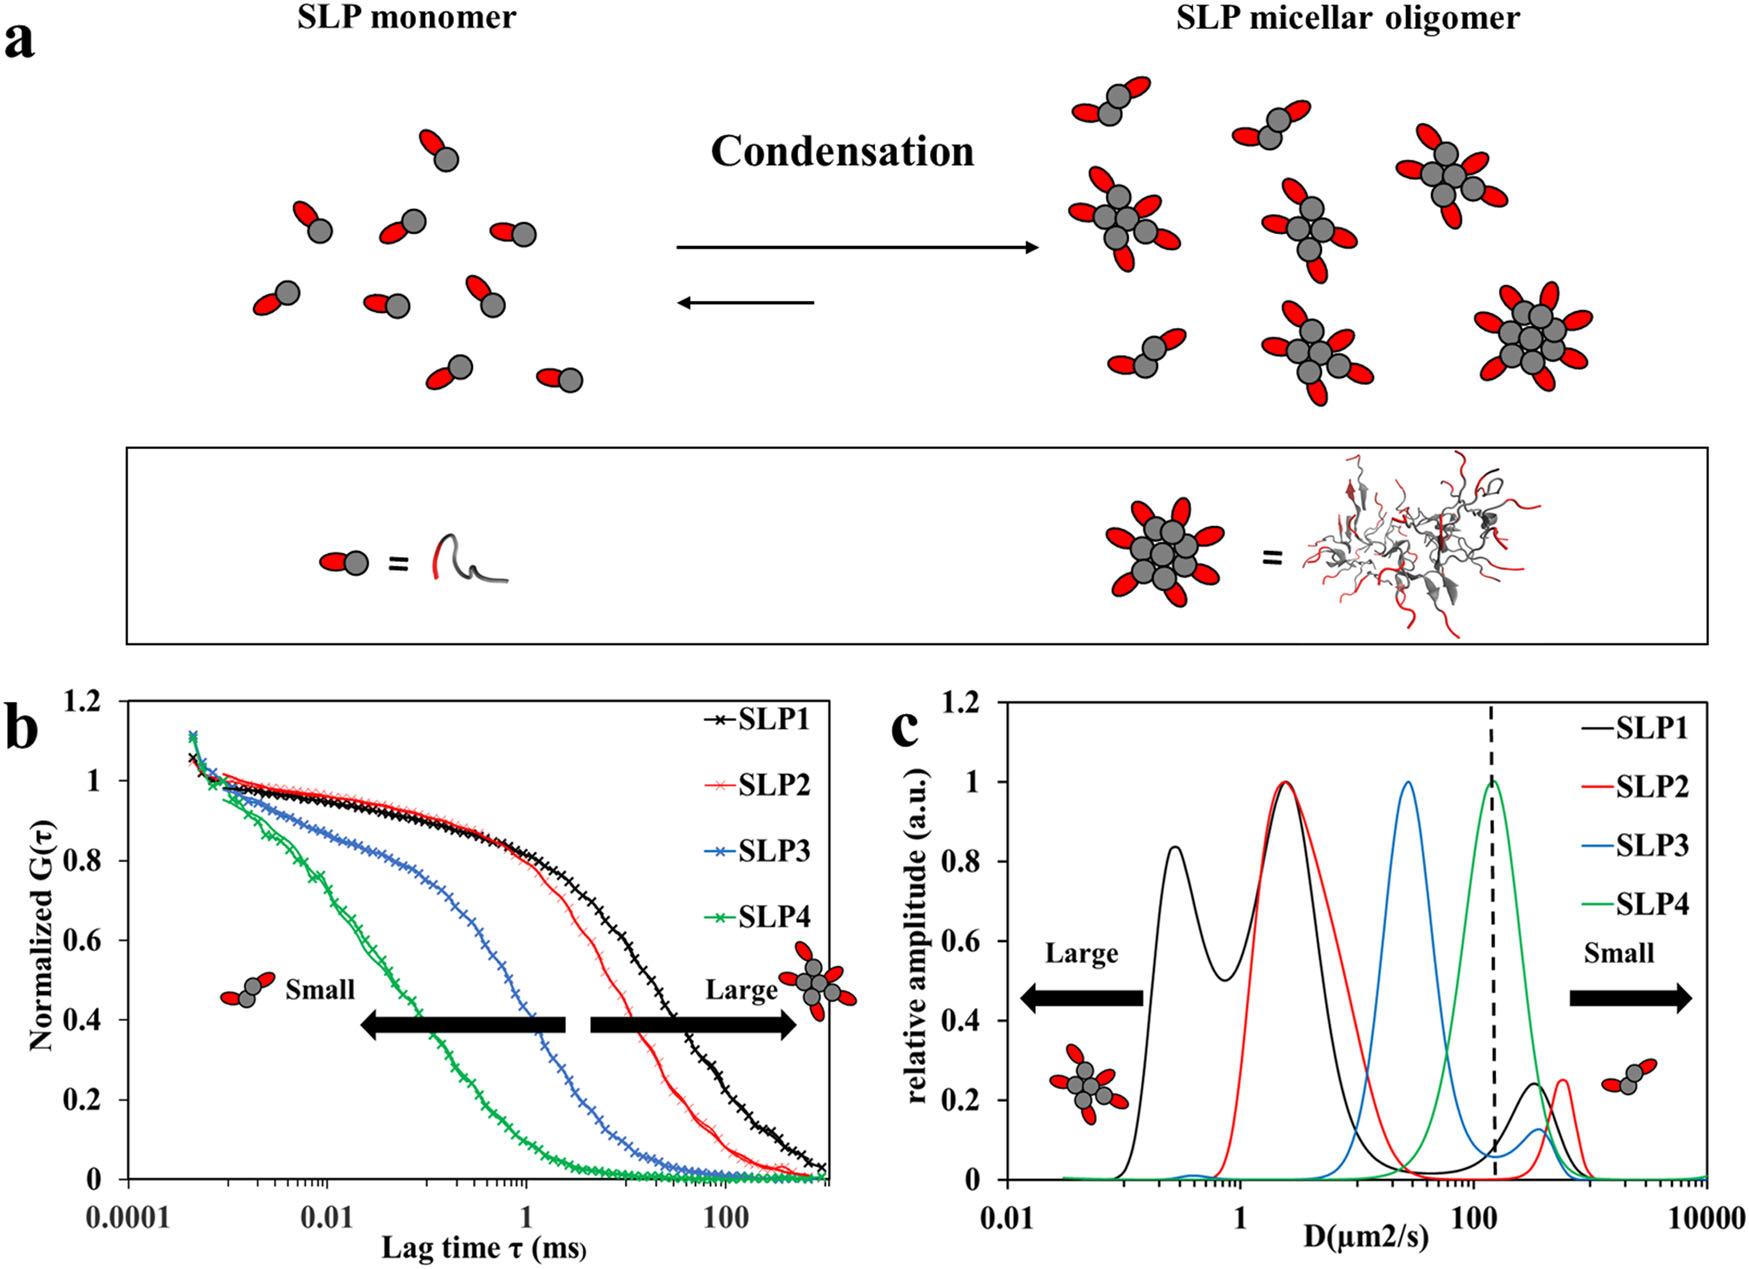 a
SLP monomer
SLP micellar oligomer
Condensation
=
=
b
1.2
1
0.8
0.6
0.4
0.2
0
Normalized G(τ)
SLP1
SLP2
SLP3
SLP4
Small
Large
0.0001
0.01
1
100
Lag time τ (ms)
c
1.2
1
0.8
0.6
0.4
0.2
0
relative amplitude (a.u.)
SLP1
SLP2
SLP3
SLP4
Large
Small
0.01
1
100
10000
D(µm2/s)